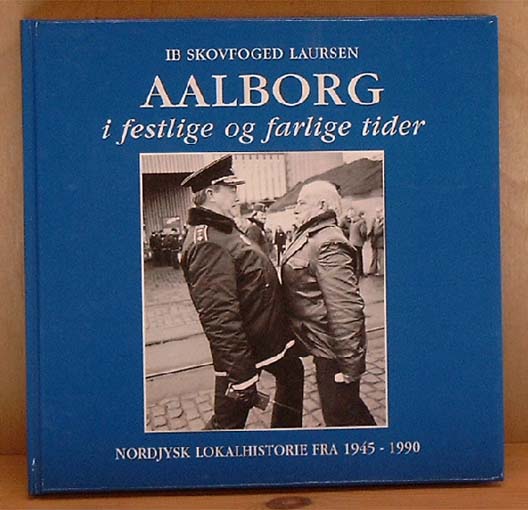 IB SKOVFOGED LAURSEN
AALBORG
i festlige og farlige tider
NORDJYSK LOKALHISTORIE FRA 1945 - 1990